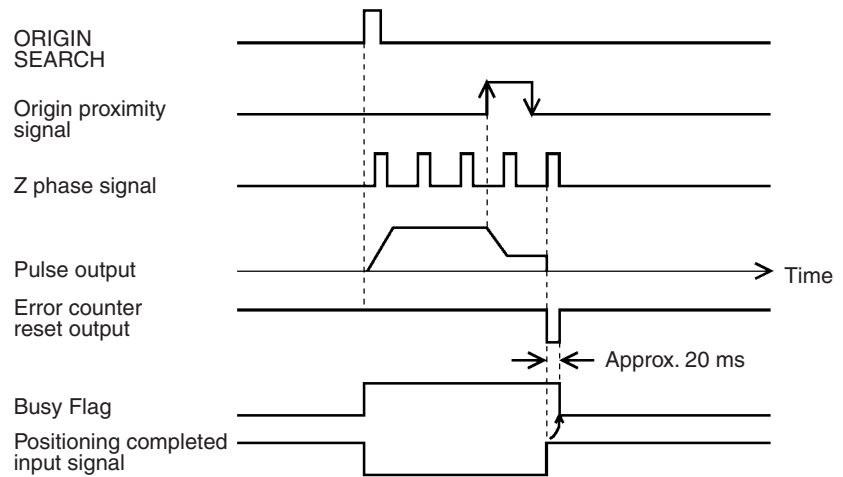 ORIGIN
SEARCH
Origin proximity
signal
Z phase signal
Pulse output
Time
Error counter
reset output
Approx. 20 ms
Busy Flag
Positioning completed
input signal